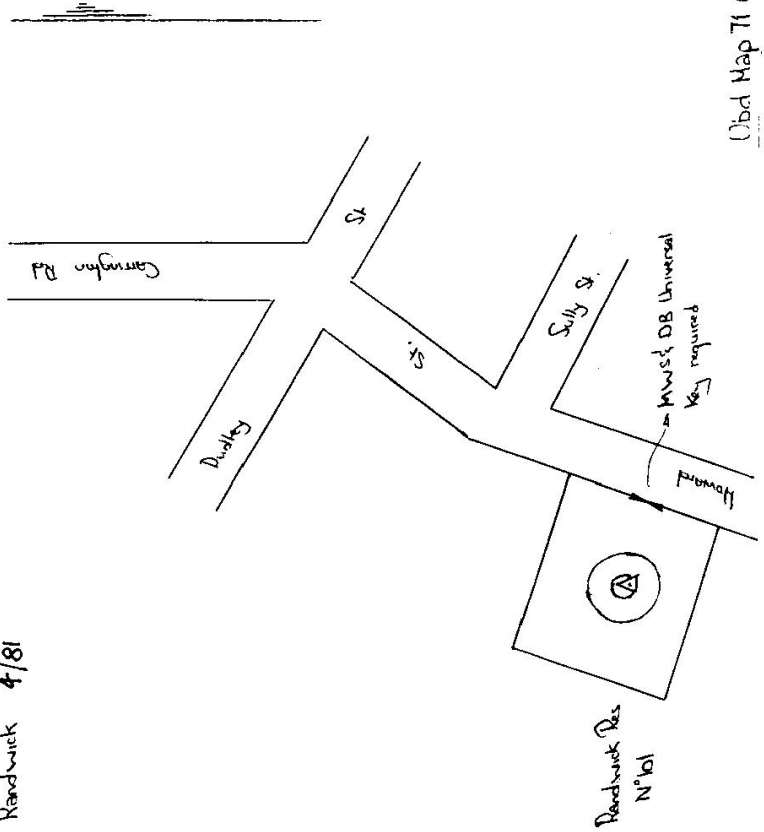 Randwick 4/81
Carrington Rd
Dudley
St
St.
Sully St.
MWS& DB Universal
Key required
Howard
Randwick Res
N° 101
Ubd Map 71